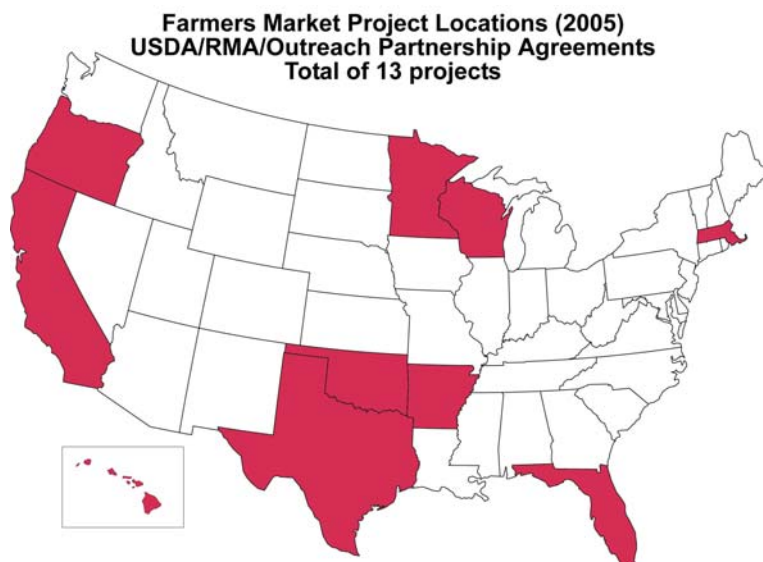 Farmers Market Project Locations (2005)
USDA/RMA/Outreach Partnership Agreements
Total of 13 projects